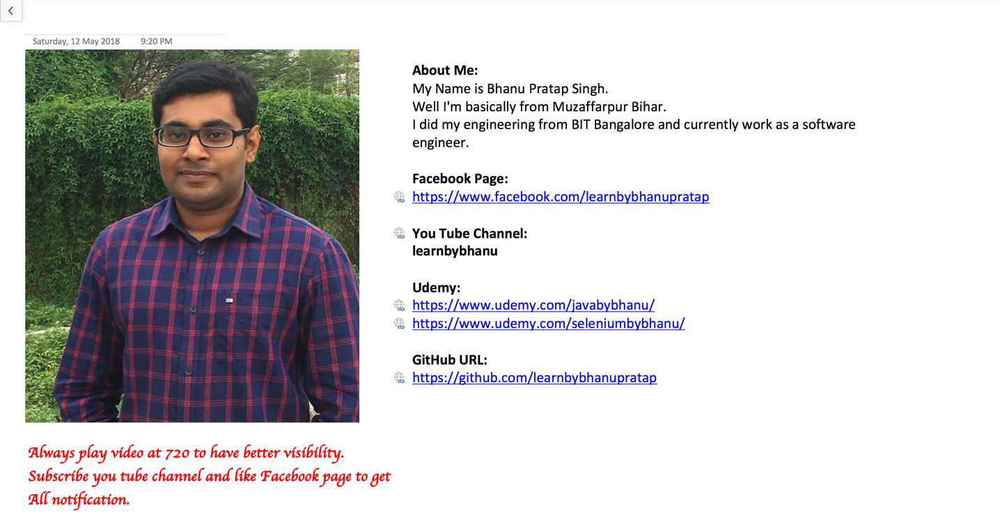 Saturday, 12 May 2018 9:20 PM
About Me:
My Name is Bhanu Pratap Singh.
Well I'm basically from Muzaffarpur Bihar.
I did my engineering from BIT Bangalore and currently work as a software
engineer.
Facebook Page:
https://www.facebook.com/learnbybhanupratap
You Tube Channel:
learnbybhanu
Udemy:
https://www.udemy.com/javabybhanu/
https://www.udemy.com/seleniumbybhanu/
GitHub URL:
https://github.com/learnbybhanupratap
Always play video at 720 to have better visibility.
Subscribe you tube channel and like Facebook page to get
All notification.